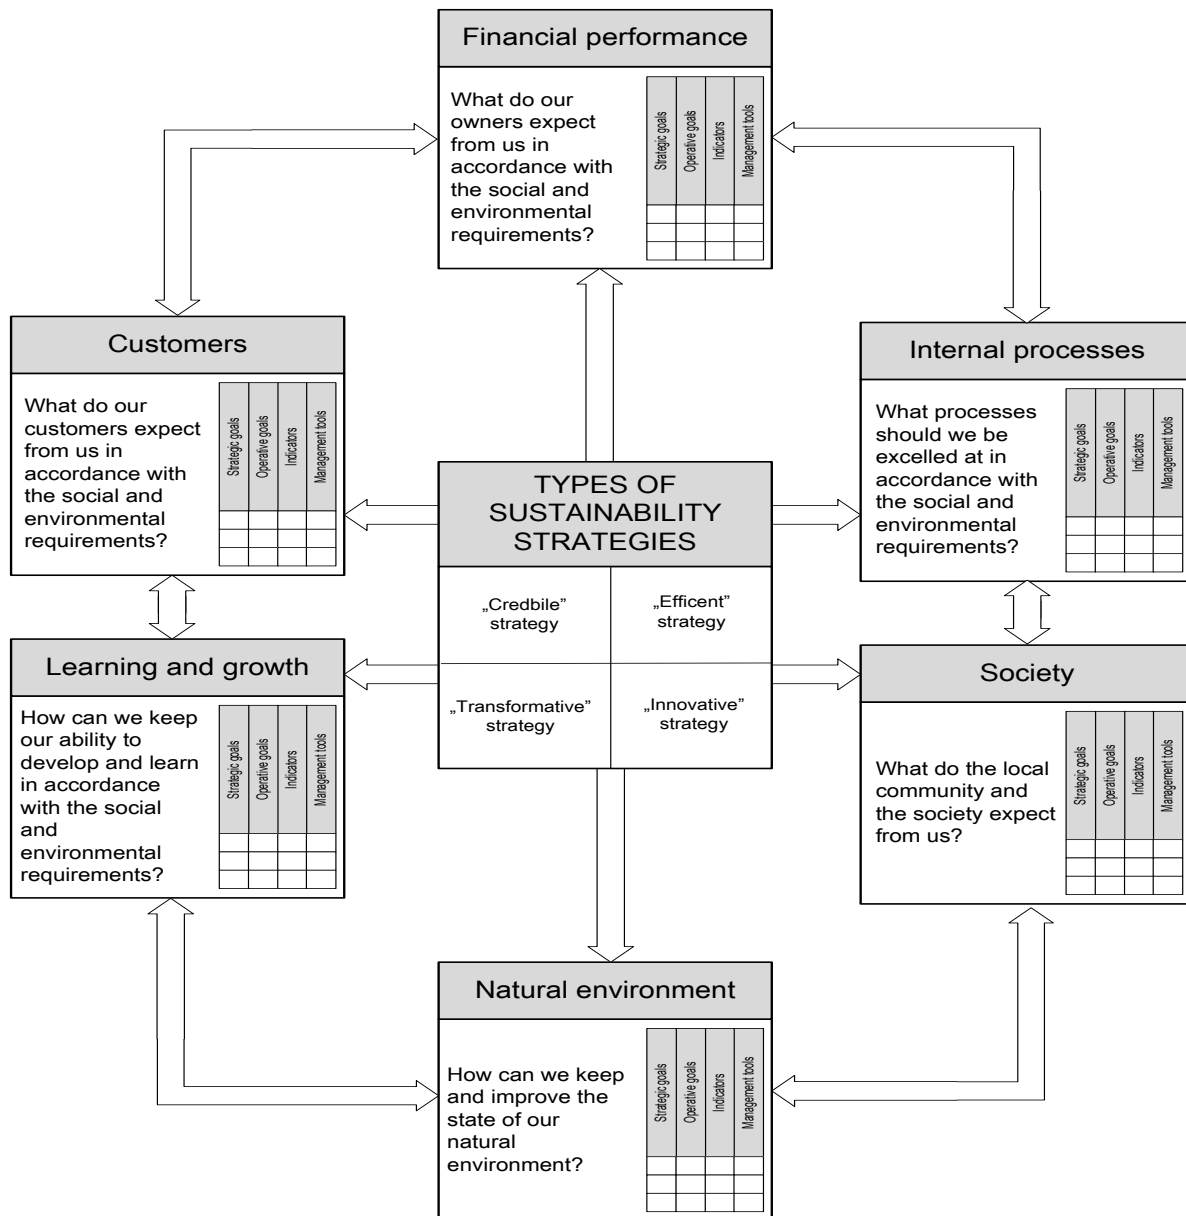 Financial performance
What do our
owners expect
from us in
accordance with
the social and
environmental
requirements?
Strategic goals
Operative goals
Indicators
Management tools
Customers
What do our
customers expect
from us in
accordance with
the social and
environmental
requirements?
Strategic goals
Operative goals
Indicators
Management tools
Internal processes
What processes
should we be
excelled at in
accordance with
the social and
environmental
requirements?
Strategic goals
Operative goals
Indicators
Management tools
TYPES OF
SUSTAINABILITY
STRATEGIES
„Credbile”
strategy
„Efficent”
strategy
„Transformative”
strategy
„Innovative”
strategy
Learning and growth
How can we keep
our ability to
develop and learn
in accordance
with the social
and
environmental
requirements?
Strategic goals
Operative goals
Indicators
Management tools
Society
What do the local
community and
the society expect
from us?
Strategic goals
Operative goals
Indicators
Management tools
Natural environment
How can we keep
and improve the
state of our
natural
environment?
Strategic goals
Operative goals
Indicators
Management tools